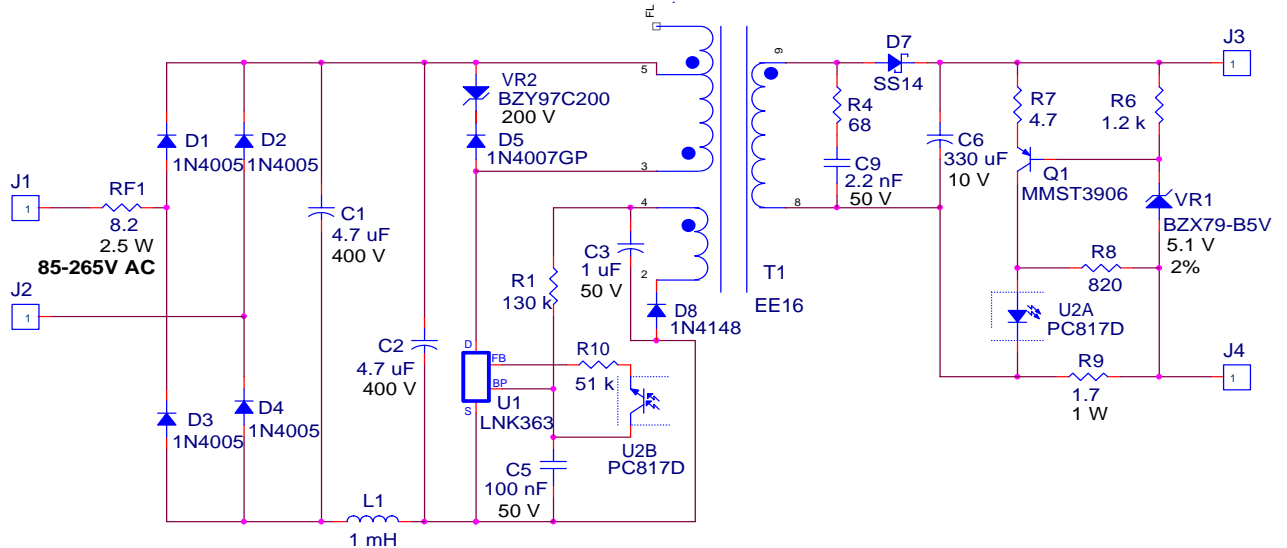 FL
J1
1
RF1
8.2
2.5 W
85-265V AC
J2
1
D1
1N4005
D2
1N4005
D3
1N4005
D4
1N4005
C1
4.7 uF
400 V
L1
1 mH
C2
4.7 uF
400 V
VR2
BZY97C200
200 V
D5
1N4007GP
5
3
4
2
R1
130 k
C3
1 uF
50 V
D8
1N4148
D
FB
BP
S
U1
LNK363
R10
51 k
U2B
PC817D
C5
100 nF
50 V
T1
EE16
9
8
D7
SS14
R4
68
C9
2.2 nF
50 V
C6
330 uF
10 V
R7
4.7
R6
1.2 k
Q1
MMST3906
VR1
BZX79-B5V
5.1 V
2%
R8
820
U2A
PC817D
R9
1.7
1 W
J3
1
J4
1